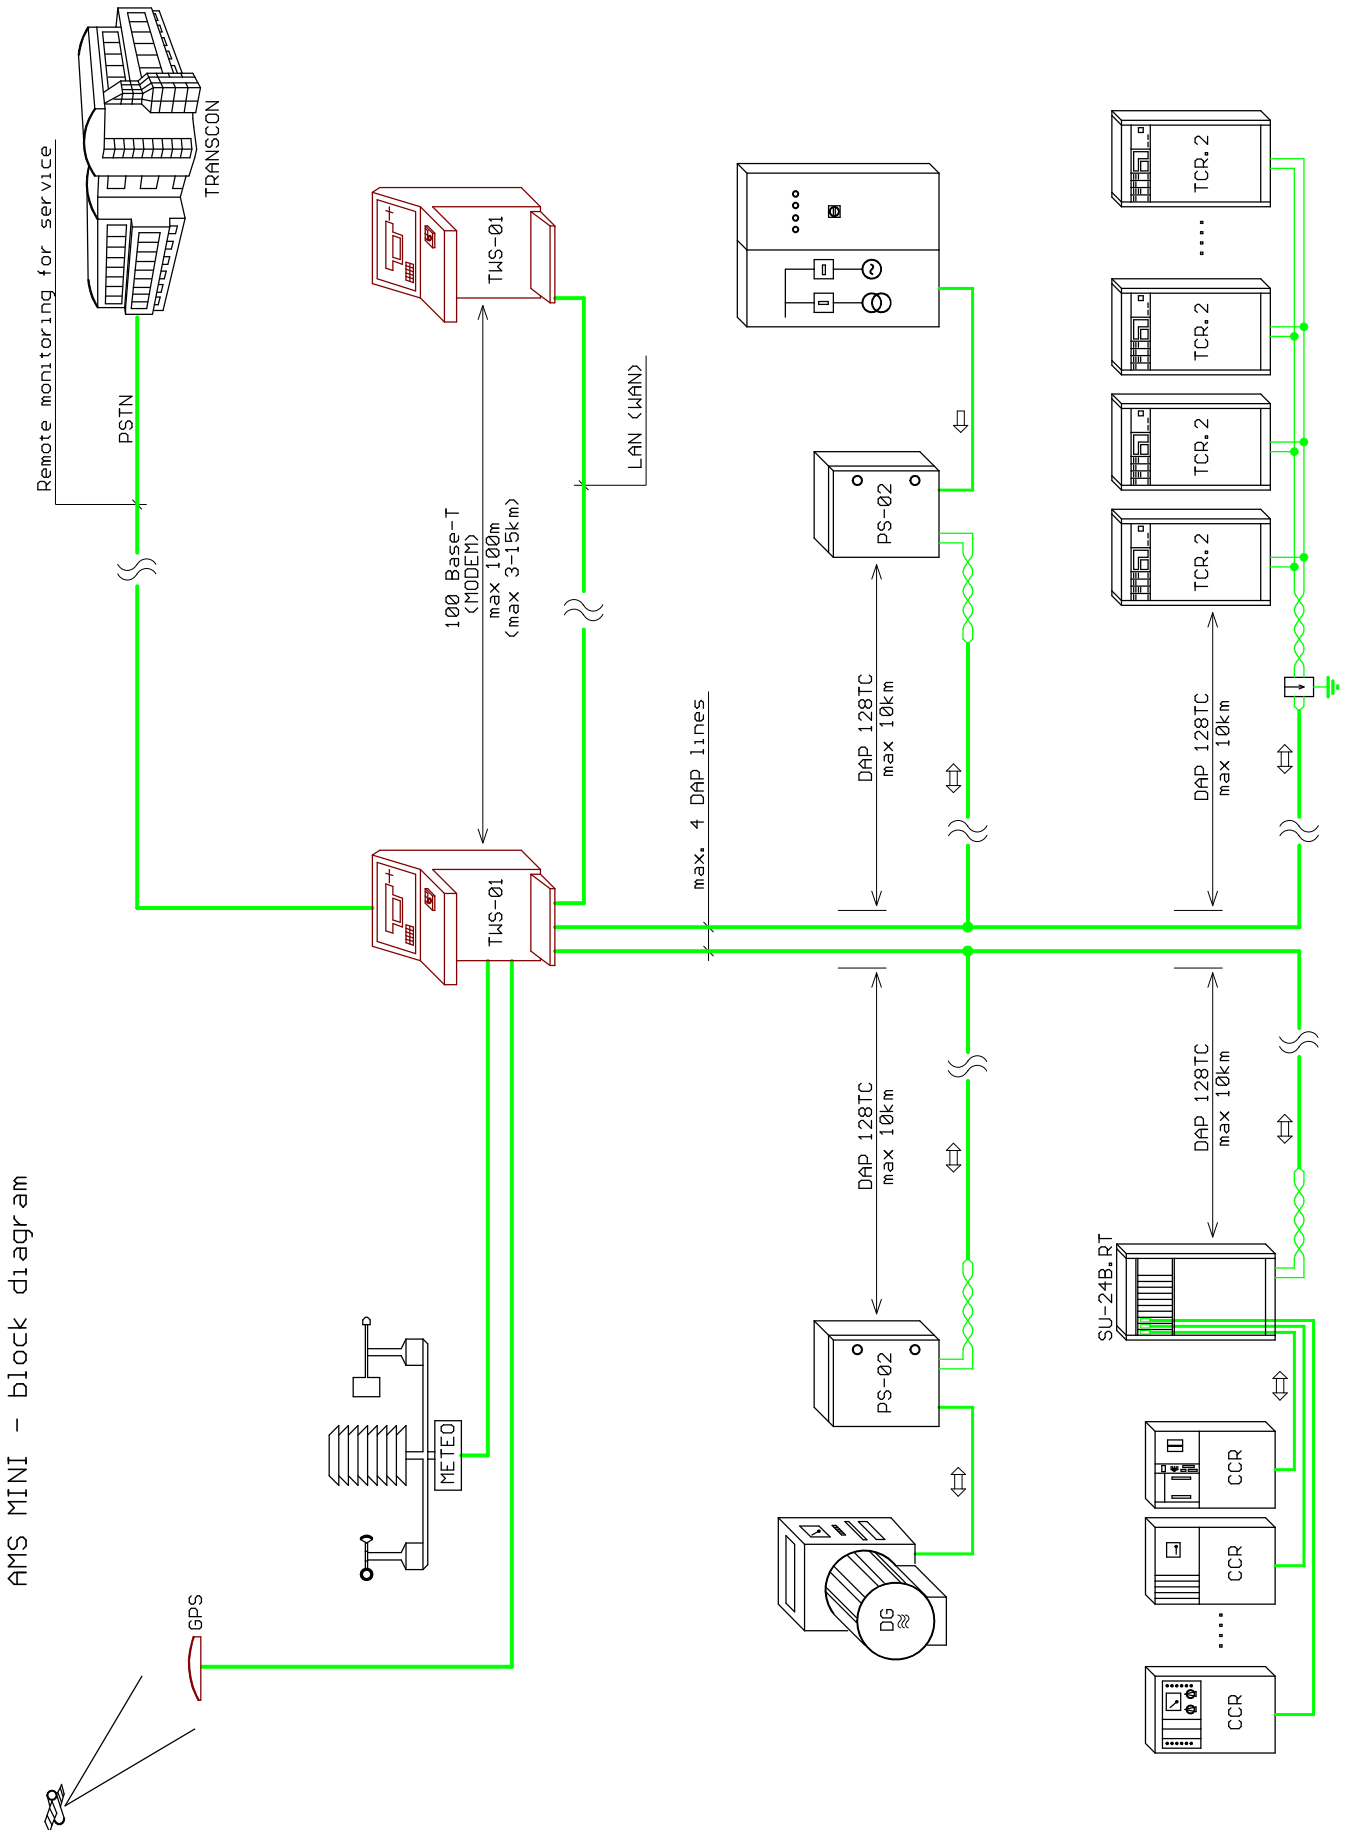 AMS MINI - block diagram
GPS
METEO
TWS-01
PSTN
Remote monitoring for service
TRANSCON
100 Base-T
(MODEM)
max 100m
(max 3-15km)
TWS-01
LAN (WAN)
max. 4 DAP lines
DG
PS-02
DAP 128TC
max 10km
DAP 128TC
max 10km
PS-02
CCR
CCR
CCR
SU-24B.RT
DAP 128TC
max 10km
DAP 128TC
max 10km
TCR.2
TCR.2
TCR.2
TCR.2